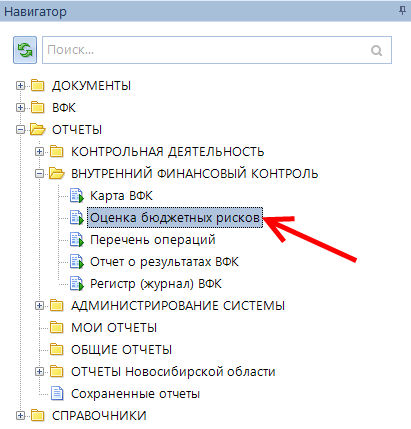 Навигатор
Поиск...
ДОКУМЕНТЫ
ВФК
ОТЧЕТЫ
КОНТРОЛЬНАЯ ДЕЯТЕЛЬНОСТЬ
ВНУТРЕННИЙ ФИНАНСОВЫЙ КОНТРОЛЬ
Карта ВФК
Оценка бюджетных рисков
Перечень операций
Отчет о результатах ВФК
Регистр (журнал) ВФК
АДМИНИСТРИРОВАНИЕ СИСТЕМЫ
МОИ ОТЧЕТЫ
ОБЩИЕ ОТЧЕТЫ
ОТЧЕТЫ Новосибирской области
Сохраненные отчеты
СПРАВОЧНИКИ